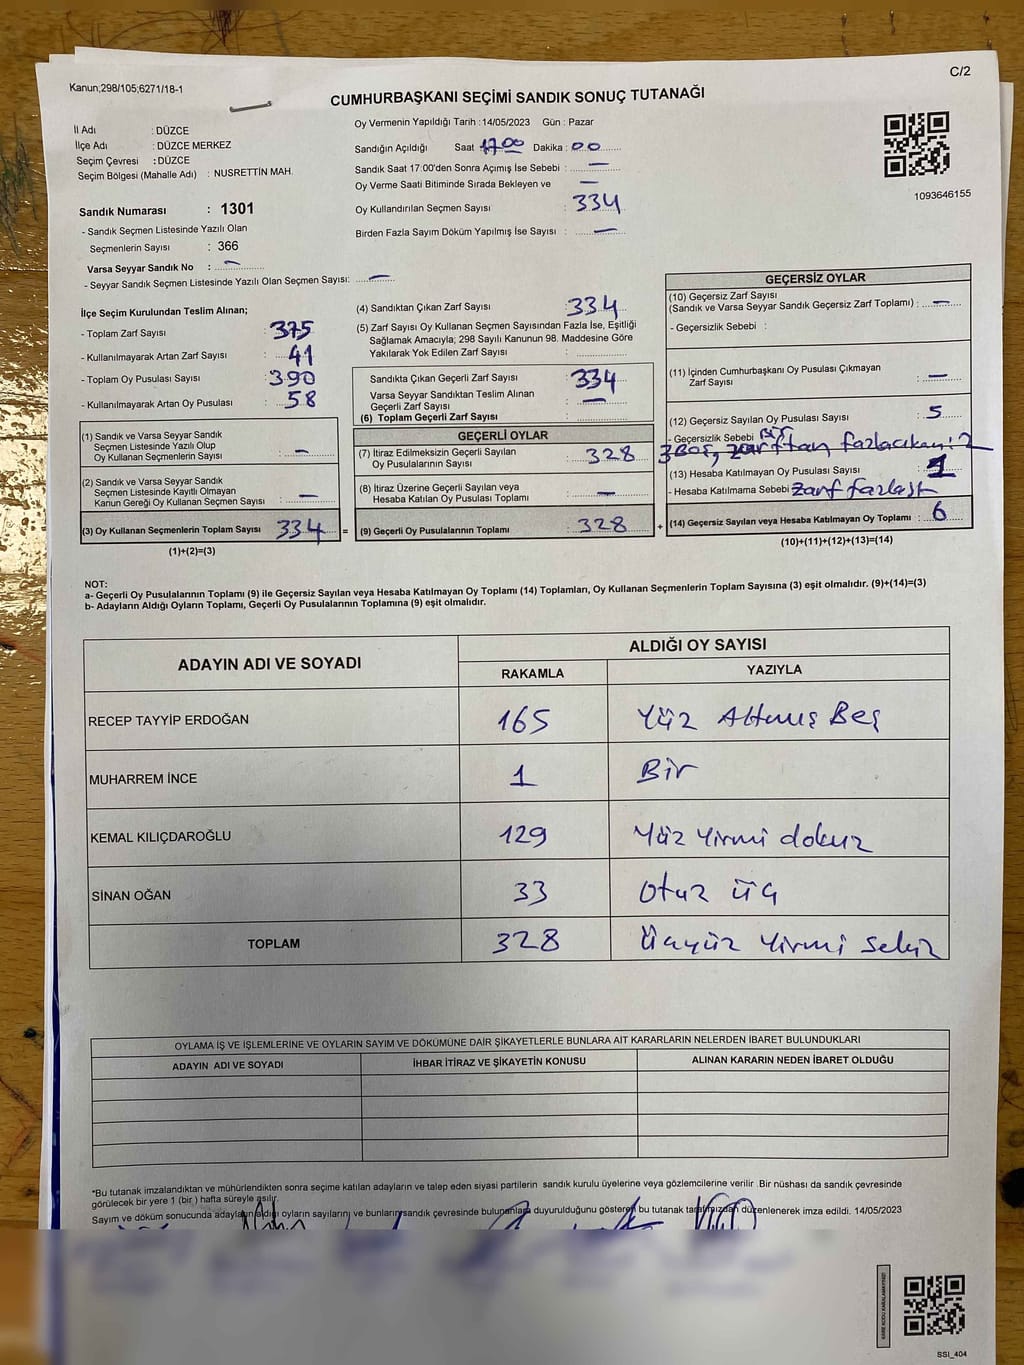 C/2
Kanun;298/105;6271/18-1
CUMHURBAŞKANI SEÇİMİ SANDIK SONUÇ TUTANAĞI
İl Adı : DÜZCE
İlçe Adı : DÜZCE MERKEZ
Seçim Çevresi : DÜZCE
Seçim Bölgesi (Mahalle Adı) : NUSRETTİN MAH.
Sandık Numarası : 1301
- Sandık Seçmen Listesinde Yazılı Olan
Seçmenlerin Sayısı : 366
Varsa Seyyar Sandık No : —
- Seyyar Sandık Seçmen Listesinde Yazılı Olan Seçmen Sayısı: —
Oy Vermenin Yapıldığı Tarih :14/05/2023 Gün : Pazar
Sandığın Açıldığı Saat 17.00 Dakika : 00
Sandık Saat 17:00'den Sonra Açımış İse Sebebi : —
Oy Verme Saati Bitiminde Sırada Bekleyen ve —
Oy Kullandırılan Seçmen Sayısı : 334
Birden Fazla Sayım Döküm Yapılmış İse Sayısı : —
1093646155
İlçe Seçim Kurulundan Teslim Alınan;
- Toplam Zarf Sayısı : 375
- Kullanılmayarak Artan Zarf Sayısı : 41
- Toplam Oy Pusulası Sayısı : 390
- Kullanılmayarak Artan Oy Pusulası : 58
(1) Sandık ve Varsa Seyyar Sandık
Seçmen Listesinde Yazılı Olup
Oy Kullanan Seçmenlerin Sayısı : —
(2) Sandık ve Varsa Seyyar Sandık
Seçmen Listesinde Kayıtlı Olmayan
Kanun Gereği Oy Kullanan Seçmen Sayısı : —
(3) Oy Kullanan Seçmenlerin Toplam Sayısı 334 =
(1)+(2)=(3)
(4) Sandıktan Çıkan Zarf Sayısı : 334
(5) Zarf Sayısı Oy Kullanan Seçmen Sayısından Fazla İse, Eşitliği
Sağlamak Amacıyla; 298 Sayılı Kanunun 98. Maddesine Göre
Yakılarak Yok Edilen Zarf Sayısı :
Sandıkta Çıkan Geçerli Zarf Sayısı : 334
Varsa Seyyar Sandıktan Teslim Alınan
Geçerli Zarf Sayısı : —
(6) Toplam Geçerli Zarf Sayısı :
GEÇERLİ OYLAR
(7) İtiraz Edilmeksizin Geçerli Sayılan
Oy Pusulalarının Sayısı : 328
(8) İtiraz Üzerine Geçerli Sayılan veya
Hesaba Katılan Oy Pusulası Toplamı : —
(9) Geçerli Oy Pusulalarının Toplamı : 328 +
GEÇERSİZ OYLAR
(10) Geçersiz Zarf Sayısı
(Sandık ve Varsa Seyyar Sandık Geçersiz Zarf Toplamı) : —
- Geçersizlik Sebebi :
(11) İçinden Cumhurbaşkanı Oy Pusulası Çıkmayan
Zarf Sayısı : —
(12) Geçersiz Sayılan Oy Pusulası Sayısı : 5
- Geçersizlik Sebebi Bir
3 Boş, zarftan fazla çıkan: 2
(13) Hesaba Katılmayan Oy Pusulası Sayısı : 1
- Hesaba Katılmama Sebebi zarf fazlası
(14) Geçersiz Sayılan veya Hesaba Katılmayan Oy Toplamı : 6
(10)+(11)+(12)+(13)=(14)
NOT:
a- Geçerli Oy Pusulalarının Toplamı (9) ile Geçersiz Sayılan veya Hesaba Katılmayan Oy Toplamı (14) Toplamları, Oy Kullanan Seçmenlerin Toplam Sayısına (3) eşit olmalıdır. (9)+(14)=(3)
b- Adayların Aldığı Oyların Toplamı, Geçerli Oy Pusulalarının Toplamına (9) eşit olmalıdır.
ADAYIN ADI VE SOYADI
ALDIĞI OY SAYISI
RAKAMLA YAZIYLA
RECEP TAYYİP ERDOĞAN 165 Yüz Altmış Beş
MUHARREM İNCE 1 Bir
KEMAL KILIÇDAROĞLU 129 Yüz Yirmi dokuz
SİNAN OĞAN 33 Otuz üç
TOPLAM 328 Üçyüz Yirmi sekiz
OYLAMA İŞ VE İŞLEMLERİNE VE OYLARIN SAYIM VE DÖKÜMÜNE DAİR ŞİKAYETLERLE BUNLARA AİT KARARLARIN NELERDEN İBARET BULUNDUKLARI
ADAYIN ADI VE SOYADI İHBAR İTİRAZ VE ŞİKAYETİN KONUSU ALINAN KARARIN NEDEN İBARET OLDUĞU
*Bu tutanak imzalandıktan ve mühürlendikten sonra seçime katılan adayların ve talep eden siyasi partilerin sandık kurulu üyelerine veya gözlemcilerine verilir .Bir nüshası da sandık çevresinde
görülecek bir yere 1 (bir ) hafta süreyle asılır.
Sayım ve döküm sonucunda adayların aldığı oyların sayılarını ve bunların sandık çevresinde bulunanlara duyurulduğunu gösteren bu tutanak tarafımızdan düzenlenerek imza edildi. 14/05/2023
SSI_404